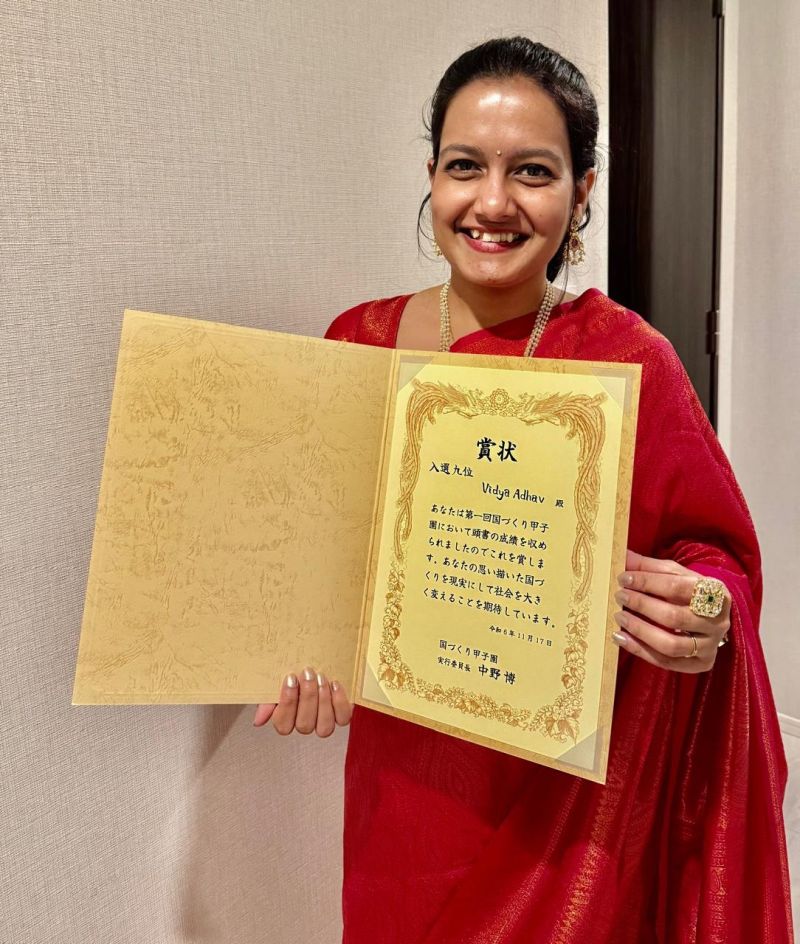 賞状
入選九位
Vidya Adhav 殿
あなたは第一回国づくり甲子
園において頭書の成績を収め
られましたのでこれを賞しま
す。あなたの思い描いた国づ
くりを現実にして社会を大き
く変えることを期待しています。
令和6年11月17日
国づくり甲子園
実行委員長 中野 博